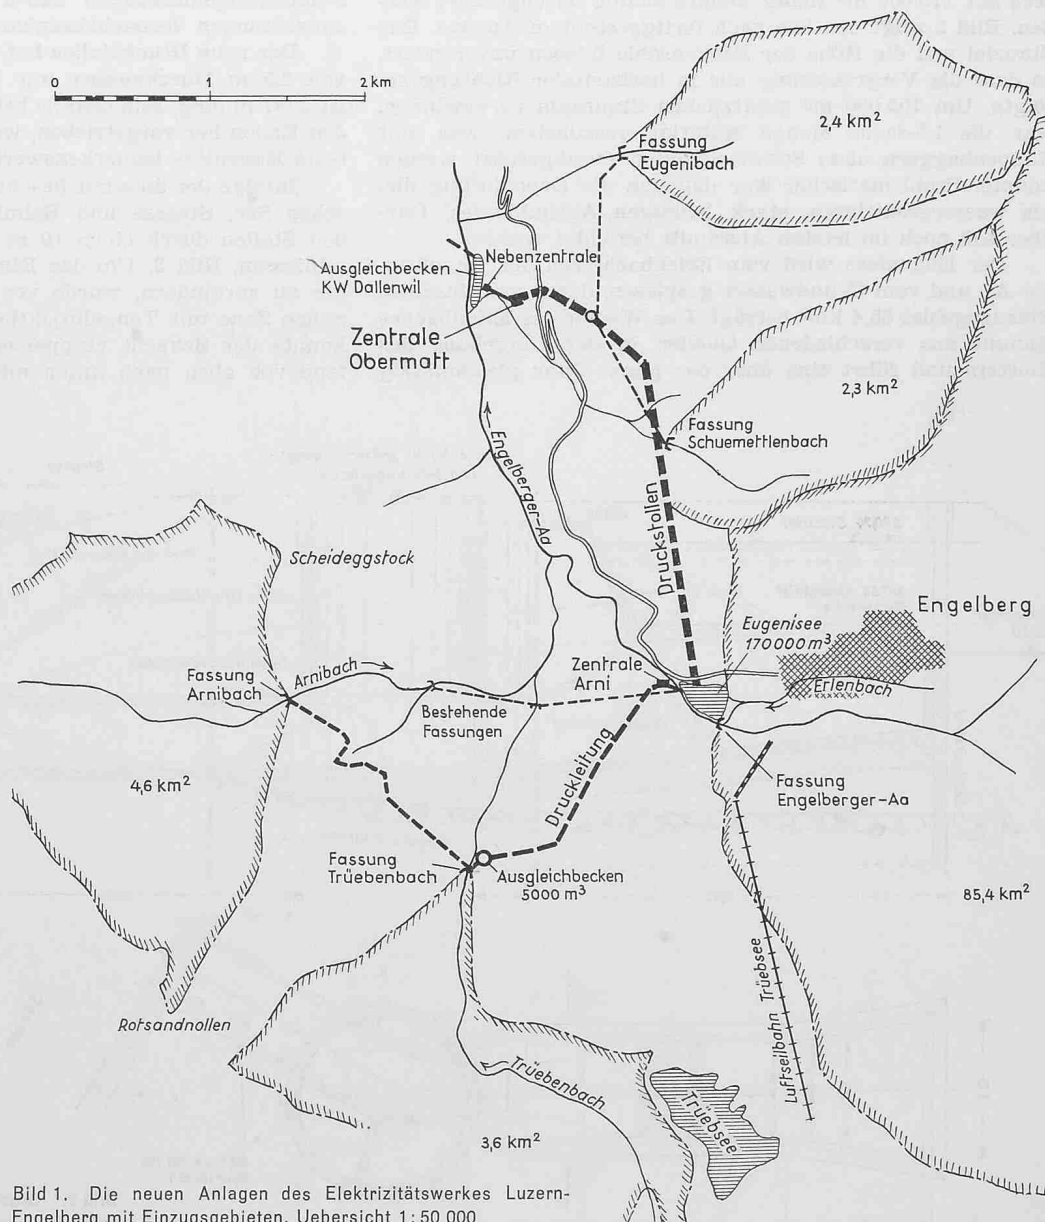 0 1 2 km
2,4 km²
Fassung
Eugenibach
Nebenzentrale
Ausgleichbecken
KW Dallenwil
Zentrale
Obermatt
2,3 km²
Fassung
Schuemettlenbach
Engelberger-Aa
Druckstollen
Scheideggstock
Engelberg
Eugenisee
170000 m³
Zentrale
Arni
Fassung
Arnibach
Arnibach
Erlenbach
Bestehende
Fassungen
Druckleitung
4,6 km²
Fassung
Engelberger-Aa
Fassung
Trüebenbach
Ausgleichbecken
5000 m³
85,4 km²
Luftseilbahn Trüebsee
Rotsandnollen
Trüebenbach
Trüebsee
3,6 km²
Bild 1. Die neuen Anlagen des Elektrizitätswerkes Luzern-
Engelberg mit Einzugsgebieten. Uebersicht 1:50 000